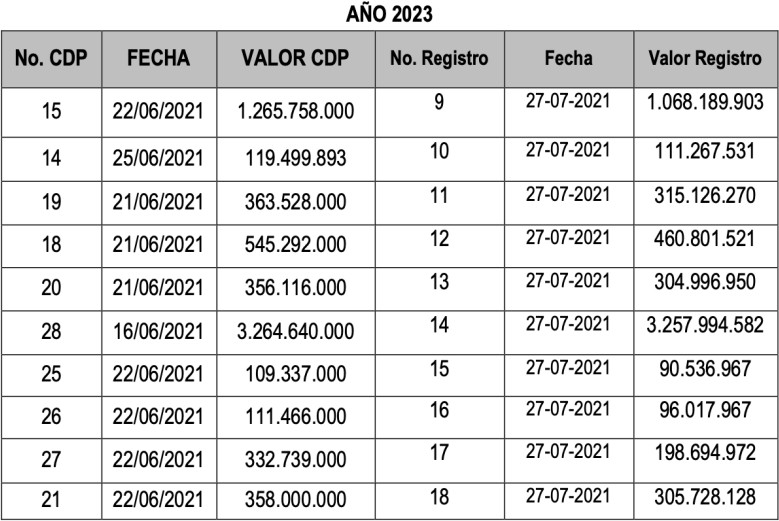 AÑO 2023
No. CDP FECHA VALOR CDP No. Registro Fecha Valor Registro
15 22/06/2021 1.265.758.000 9 27-07-2021 1.068.189.903
14 25/06/2021 119.499.893 10 27-07-2021 111.267.531
19 21/06/2021 363.528.000 11 27-07-2021 315.126.270
18 21/06/2021 545.292.000 12 27-07-2021 460.801.521
20 21/06/2021 356.116.000 13 27-07-2021 304.996.950
28 16/06/2021 3.264.640.000 14 27-07-2021 3.257.994.582
25 22/06/2021 109.337.000 15 27-07-2021 90.536.967
26 22/06/2021 111.466.000 16 27-07-2021 96.017.967
27 22/06/2021 332.739.000 17 27-07-2021 198.694.972
21 22/06/2021 358.000.000 18 27-07-2021 305.728.128